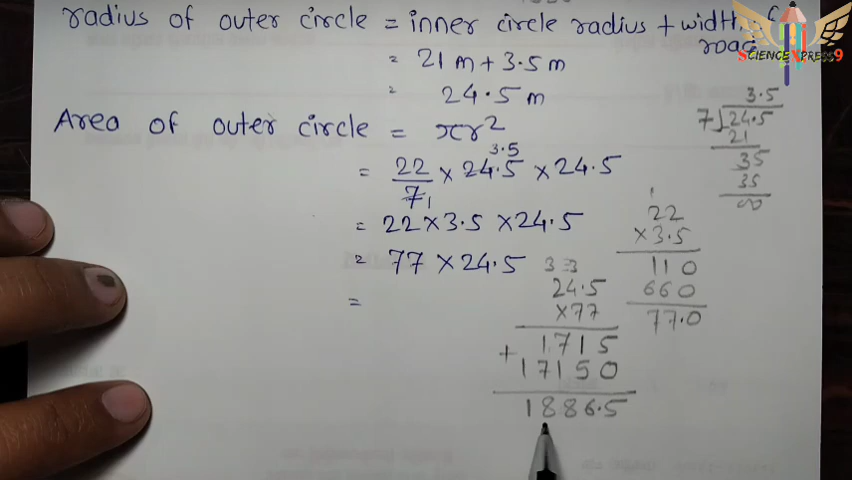 radius of outer circle = inner circle radius + width of road
= 21 m + 3.5 m
= 24.5 m
Area of outer circle = πr²
3.5
= 22/7 × 24.5 × 24.5
1
= 22 × 3.5 × 24.5
= 77 × 24.5
=
3.5
7 24.5
21
35
35
00
1
22
× 3.5
110
660
77.0
3 3
24.5
×77
1715
+ 17150
1886.5
SCIENCEXPRESS9